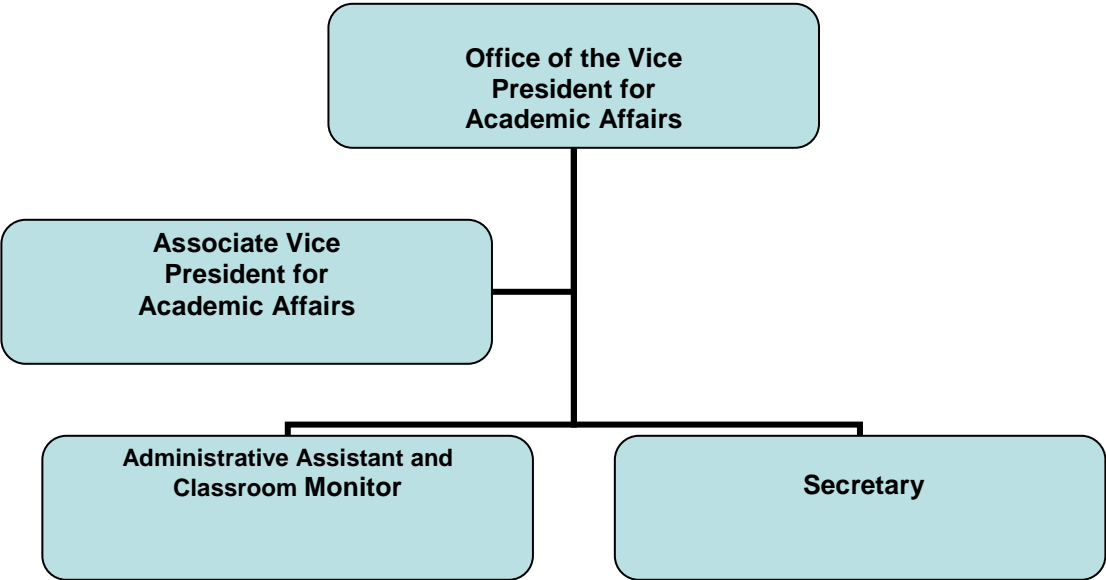 Office of the Vice
President for
Academic Affairs
Associate Vice
President for
Academic Affairs
Administrative Assistant and
Classroom Monitor
Secretary